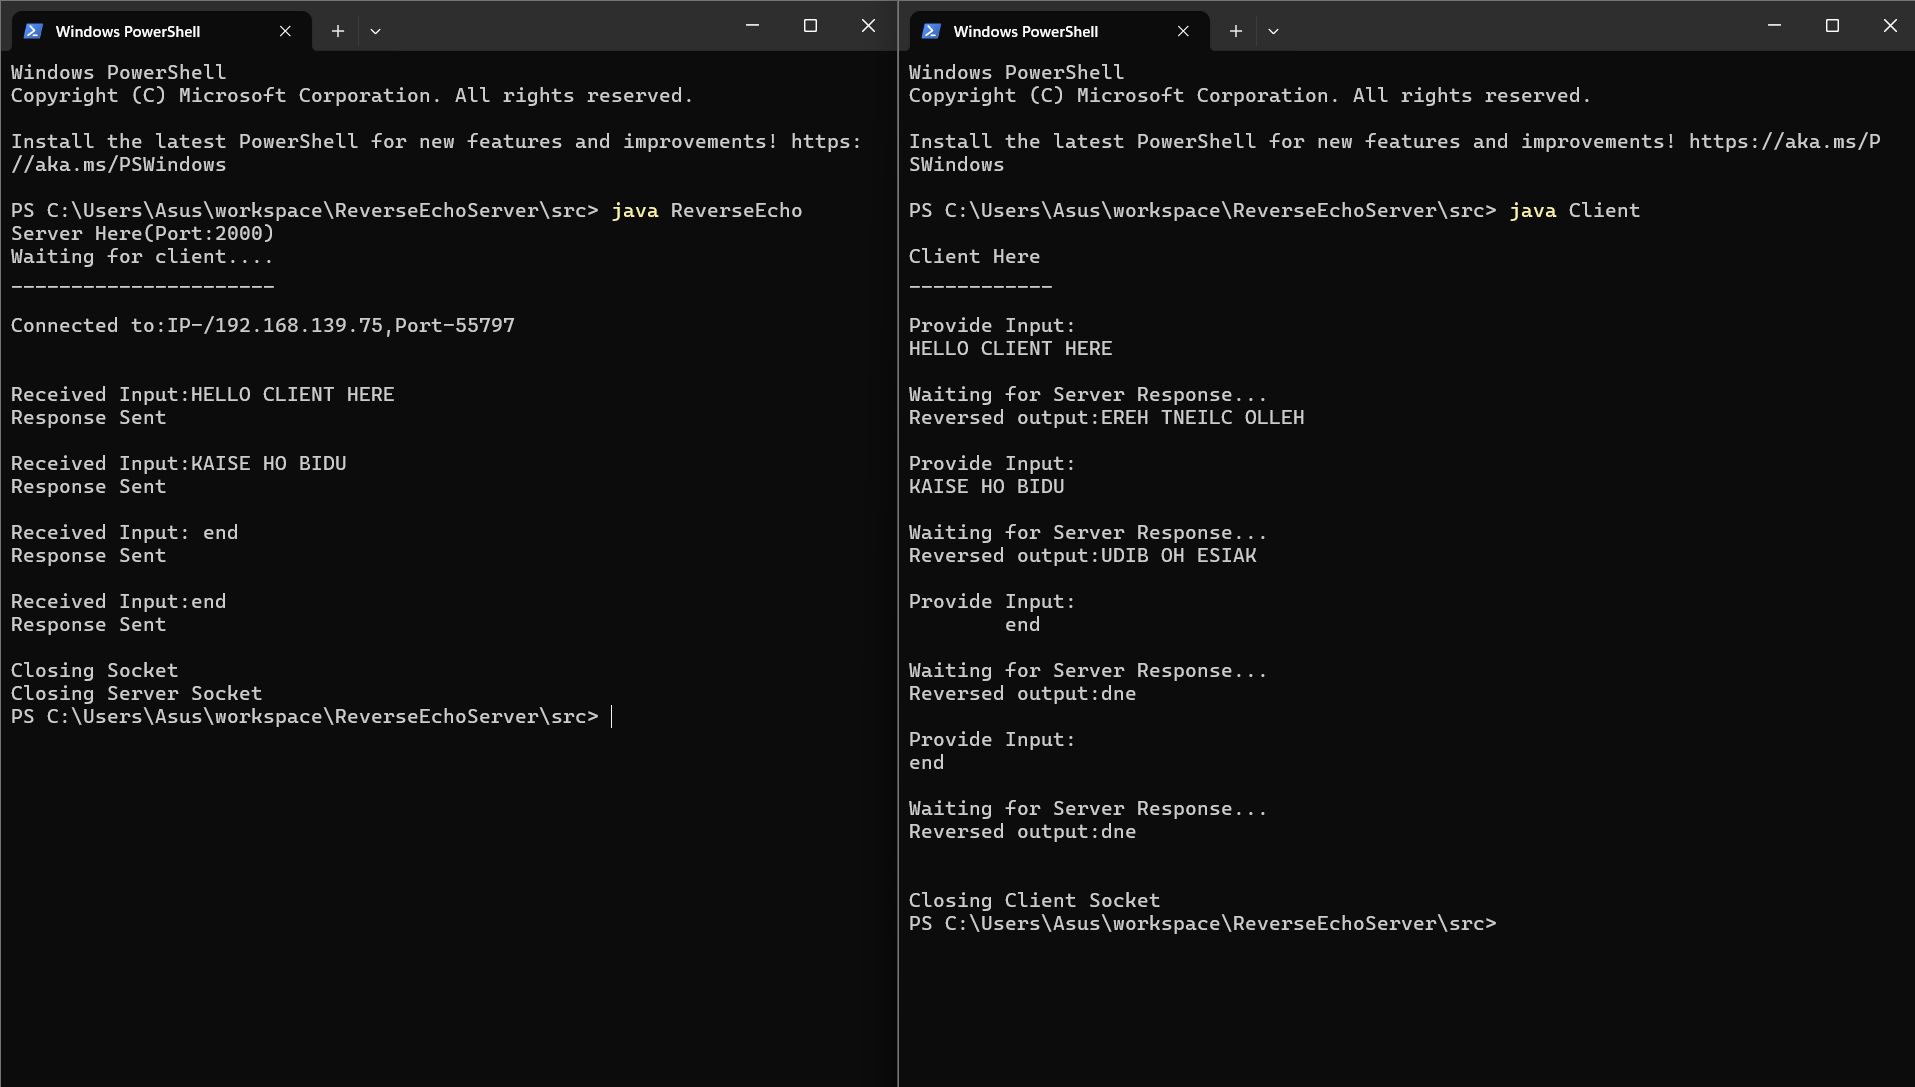 Windows PowerShell
Windows PowerShell
Copyright (C) Microsoft Corporation. All rights reserved.

Install the latest PowerShell for new features and improvements! https:
//aka.ms/PSWindows

PS C:\Users\Asus\workspace\ReverseEchoServer\src> java ReverseEcho
Server Here(Port:2000)
Waiting for client....
----------------------

Connected to:IP-/192.168.139.75,Port-55797


Received Input:HELLO CLIENT HERE
Response Sent

Received Input:KAISE HO BIDU
Response Sent

Received Input: end
Response Sent

Received Input:end
Response Sent

Closing Socket
Closing Server Socket
PS C:\Users\Asus\workspace\ReverseEchoServer\src>

Windows PowerShell
Windows PowerShell
Copyright (C) Microsoft Corporation. All rights reserved.

Install the latest PowerShell for new features and improvements! https://aka.ms/P
SWindows

PS C:\Users\Asus\workspace\ReverseEchoServer\src> java Client

Client Here
------------

Provide Input:
HELLO CLIENT HERE

Waiting for Server Response...
Reversed output:EREH TNEILC OLLEH

Provide Input:
KAISE HO BIDU

Waiting for Server Response...
Reversed output:UDIB OH ESIAK

Provide Input:
        end

Waiting for Server Response...
Reversed output:dne

Provide Input:
end

Waiting for Server Response...
Reversed output:dne


Closing Client Socket
PS C:\Users\Asus\workspace\ReverseEchoServer\src>